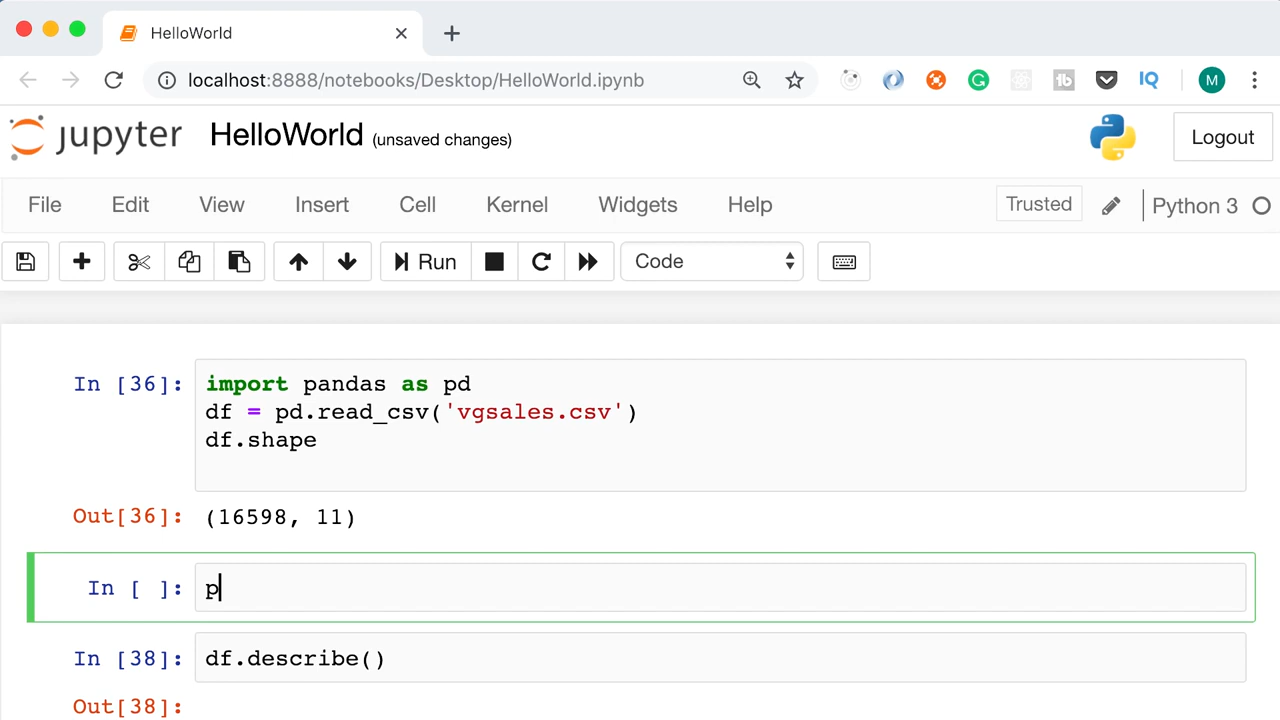 HelloWorld
localhost:8888/notebooks/Desktop/HelloWorld.ipynb
tb
IQ
M
jupyter HelloWorld (unsaved changes)
Logout
File Edit View Insert Cell Kernel Widgets Help
Trusted
Python 3
Run
Code
In [36]: import pandas as pd
df = pd.read_csv('vgsales.csv')
df.shape
Out[36]: (16598, 11)
In [ ]: p
In [38]: df.describe()
Out[38]: